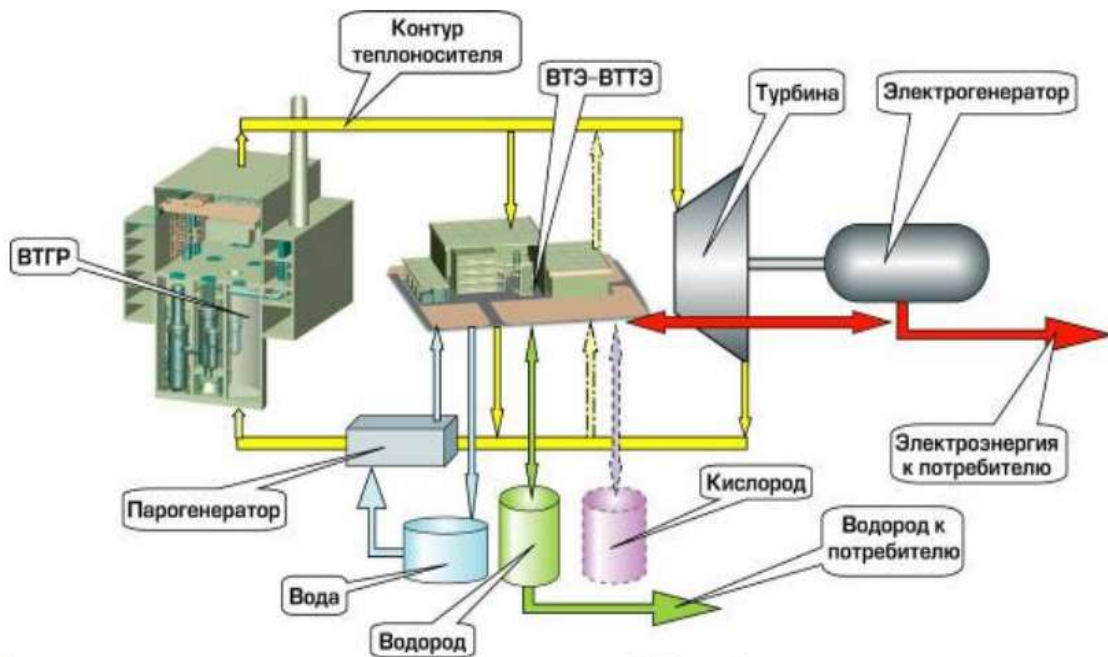 Контур
теплоносителя
ВТЭ–ВТТЭ
Турбина
Электрогенератор
ВТГР
Электроэнергия
к потребителю
Парогенератор
Кислород
Водород к
потребителю
Вода
Водород